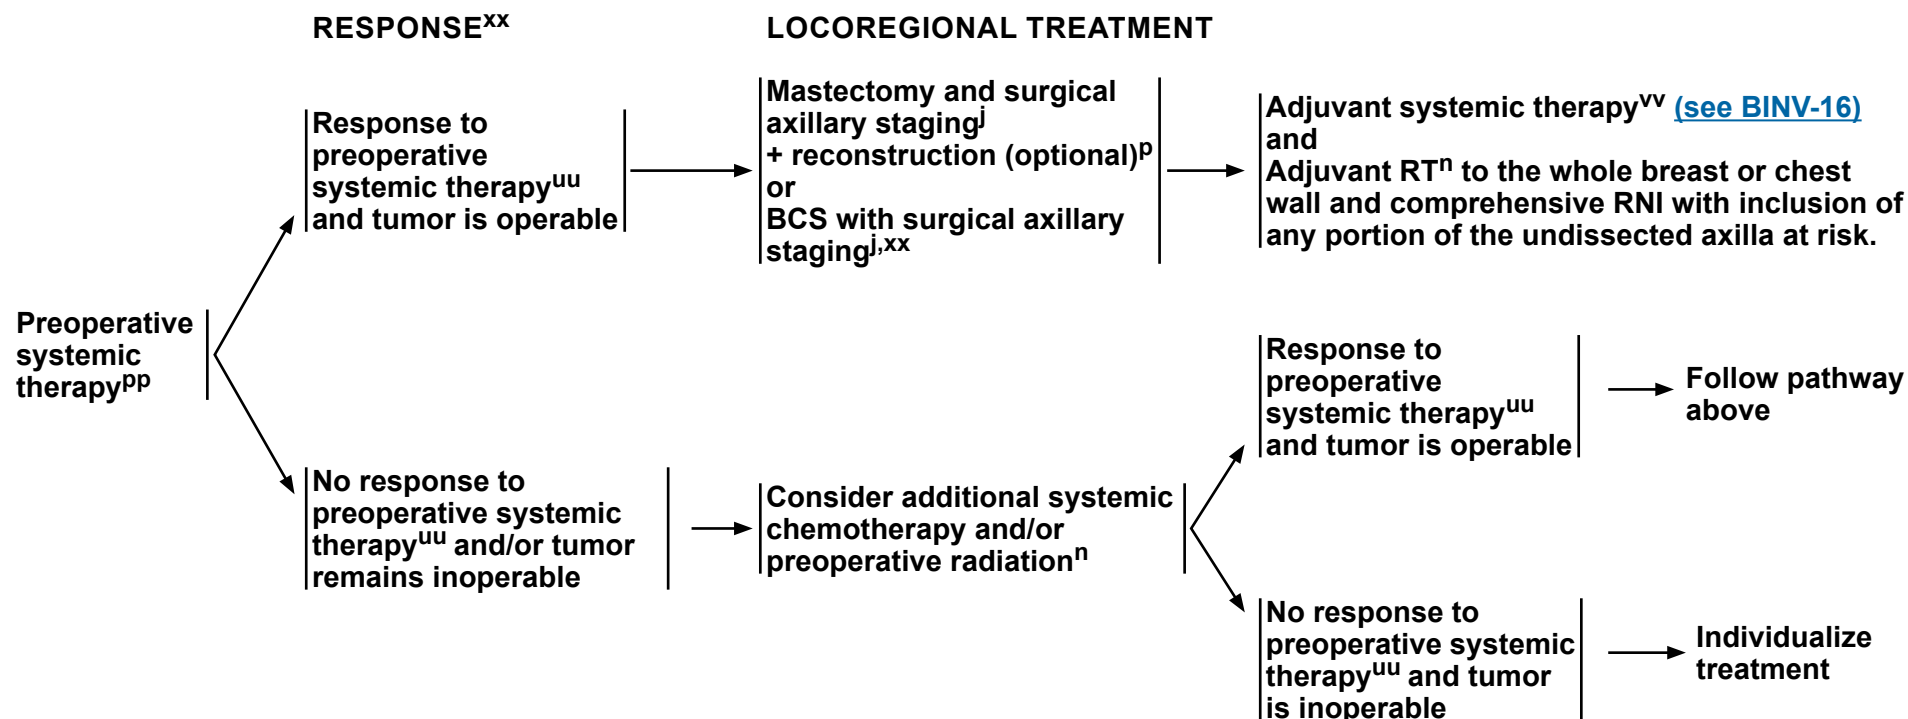 RESPONSExx
LOCOREGIONAL TREATMENT
Preoperative
systemic
therapypp
Response to
preoperative
systemic therapyuu
and tumor is operable
Mastectomy and surgical
axillary stagingj
+ reconstruction (optional)p
or
BCS with surgical axillary
stagingj,xx
Adjuvant systemic therapyvv (see BINV-16)
and
Adjuvant RTn to the whole breast or chest
wall and comprehensive RNI with inclusion of
any portion of the undissected axilla at risk.
No response to
preoperative systemic
therapyuu and/or tumor
remains inoperable
Consider additional systemic
chemotherapy and/or
preoperative radiationn
Response to
preoperative
systemic therapyuu
and tumor is operable
Follow pathway
above
No response to
preoperative systemic
therapyuu and tumor
is inoperable
Individualize
treatment